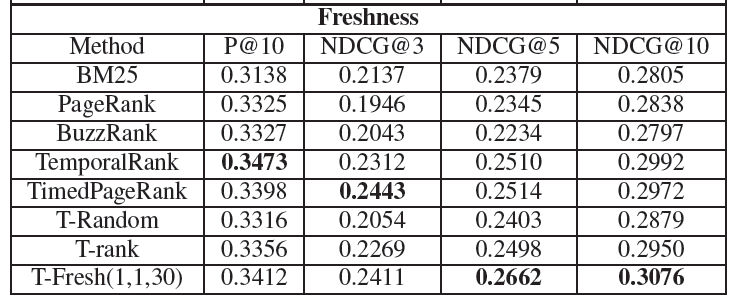 Freshness
Method P@10 NDCG@3 NDCG@5 NDCG@10
BM25 0.3138 0.2137 0.2379 0.2805
PageRank 0.3325 0.1946 0.2345 0.2838
BuzzRank 0.3327 0.2043 0.2234 0.2797
TemporalRank 0.3473 0.2312 0.2510 0.2992
TimedPageRank 0.3398 0.2443 0.2514 0.2972
T-Random 0.3316 0.2054 0.2403 0.2879
T-rank 0.3356 0.2269 0.2498 0.2950
T-Fresh(1,1,30) 0.3412 0.2411 0.2662 0.3076